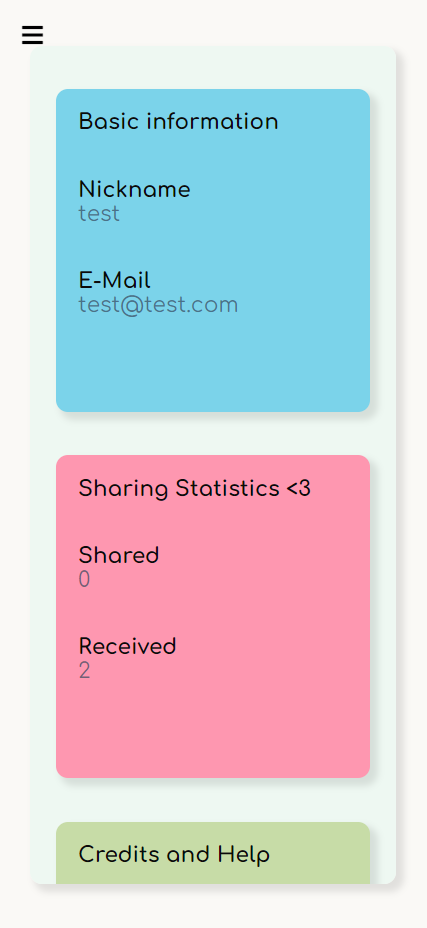 Basic information
Nickname
test
E-Mail
test@test.com
Sharing Statistics <3
Shared
0
Received
2
Credits and Help